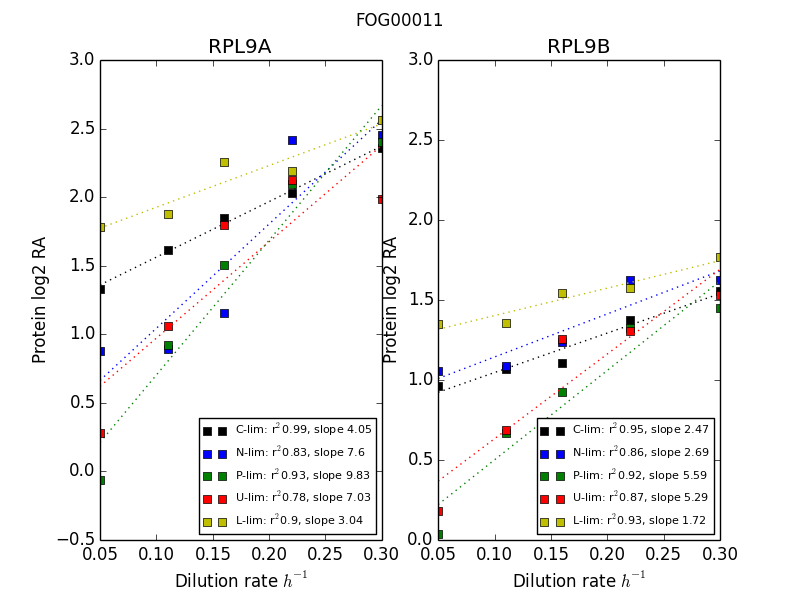 FOG00011
RPL9A
RPL9B
3.0
2.5
2.0
1.5
1.0
0.5
0.0
−0.5
Protein log2 RA
C-lim: r² 0.99, slope 4.05
N-lim: r² 0.83, slope 7.6
P-lim: r² 0.93, slope 9.83
U-lim: r² 0.78, slope 7.03
L-lim: r² 0.9, slope 3.04
0.05 0.10 0.15 0.20 0.25 0.30
Dilution rate h⁻¹
3.0
2.5
2.0
1.5
1.0
0.5
0.0
Protein log2 RA
C-lim: r² 0.95, slope 2.47
N-lim: r² 0.86, slope 2.69
P-lim: r² 0.92, slope 5.59
U-lim: r² 0.87, slope 5.29
L-lim: r² 0.93, slope 1.72
0.05 0.10 0.15 0.20 0.25 0.30
Dilution rate h⁻¹